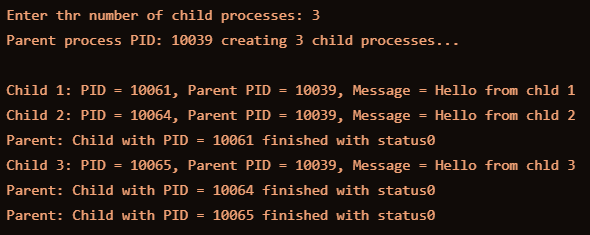 Enter thr number of child processes: 3
Parent process PID: 10039 creating 3 child processes...
Child 1: PID = 10061, Parent PID = 10039, Message = Hello from chld 1
Child 2: PID = 10064, Parent PID = 10039, Message = Hello from chld 2
Parent: Child with PID = 10061 finished with status0
Child 3: PID = 10065, Parent PID = 10039, Message = Hello from chld 3
Parent: Child with PID = 10064 finished with status0
Parent: Child with PID = 10065 finished with status0